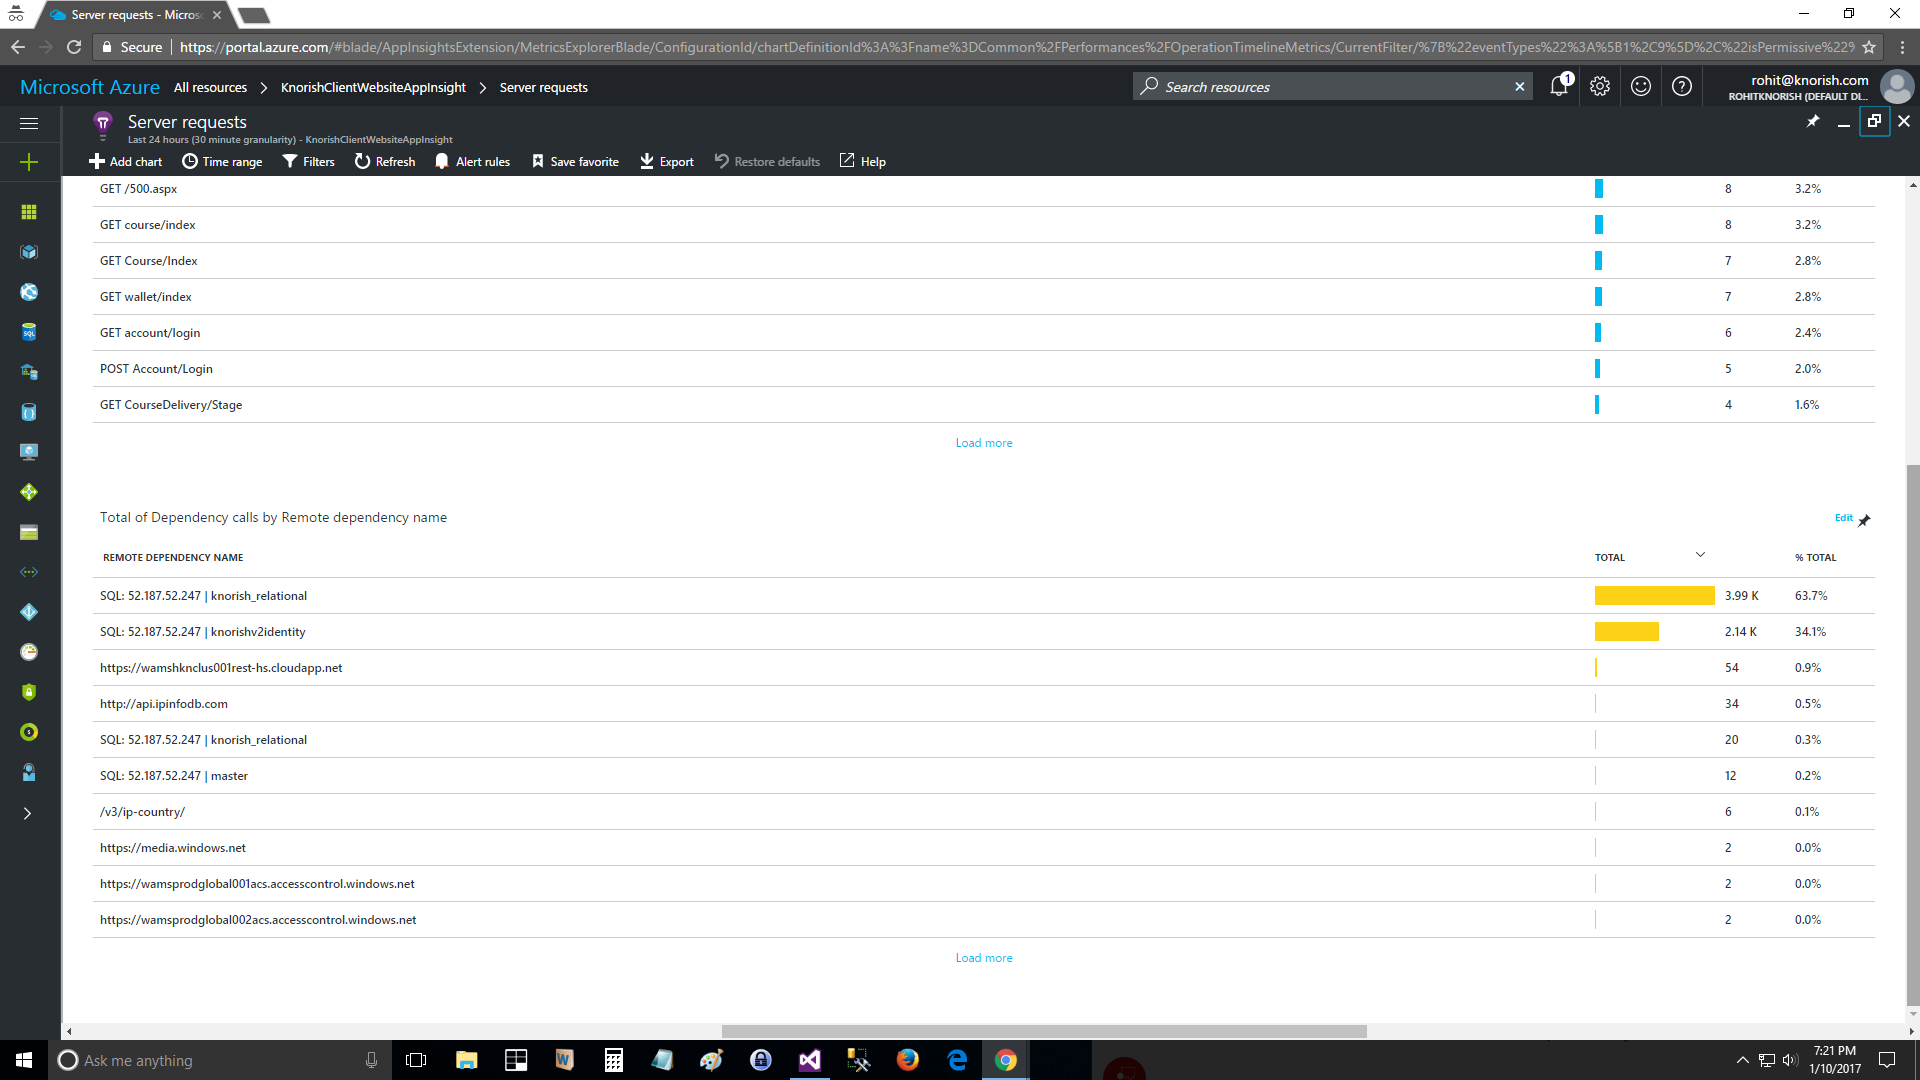 Server requests - Micros
Secure
https://portal.azure.com/#blade/AppInsightsExtension/MetricsExplorerBlade/ConfigurationId/chartDefinitionId%3A%3Fname%3DCommon%2FPerformances%2FOperationTimelineMetrics/CurrentFilter/%7B%22eventTypes%22%3A%5B1%2C9%5D%2C%22isPermissive%22%
Microsoft Azure All resources > KnorishClientWebsiteAppInsight > Server requests
Search resources
1
rohit@knorish.com
ROHITKNORISH (DEFAULT DI...
Server requests
Last 24 hours (30 minute granularity) - KnorishClientWebsiteAppInsight
Add chart Time range Filters Refresh Alert rules Save favorite Export Restore defaults Help
GET /500.aspx 8 3.2%
GET course/index 8 3.2%
GET Course/Index 7 2.8%
GET wallet/index 7 2.8%
GET account/login 6 2.4%
POST Account/Login 5 2.0%
GET CourseDelivery/Stage 4 1.6%
Load more
Total of Dependency calls by Remote dependency name
Edit
REMOTE DEPENDENCY NAME TOTAL % TOTAL
SQL: 52.187.52.247 | knorish_relational 3.99 K 63.7%
SQL: 52.187.52.247 | knorishv2identity 2.14 K 34.1%
https://wamshknclus001rest-hs.cloudapp.net 54 0.9%
http://api.ipinfodb.com 34 0.5%
SQL: 52.187.52.247 | knorish_relational 20 0.3%
SQL: 52.187.52.247 | master 12 0.2%
/v3/ip-country/ 6 0.1%
https://media.windows.net 2 0.0%
https://wamsprodglobal001acs.accesscontrol.windows.net 2 0.0%
https://wamsprodglobal002acs.accesscontrol.windows.net 2 0.0%
Load more
Ask me anything
7:21 PM
1/10/2017